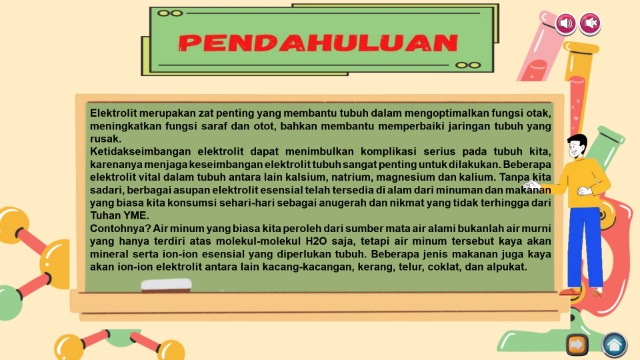 PENDAHULUAN
Elektrolit merupakan zat penting yang membantu tubuh dalam mengoptimalkan fungsi otak,
meningkatkan fungsi saraf dan otot, bahkan membantu memperbaiki jaringan tubuh yang
rusak.
Ketidakseimbangan elektrolit dapat menimbulkan komplikasi serius pada tubuh kita,
karenanya menjaga keseimbangan elektrolit tubuh sangat penting untuk dilakukan. Beberapa
elektrolit vital dalam tubuh antara lain kalsium, natrium, magnesium dan kalium. Tanpa kita
sadari, berbagai asupan elektrolit esensial telah tersedia di alam dari minuman dan makanan
yang biasa kita konsumsi sehari-hari sebagai anugerah dan nikmat yang tidak terhingga dari
Tuhan YME.
Contohnya? Air minum yang biasa kita peroleh dari sumber mata air alami bukanlah air murni
yang hanya terdiri atas molekul-molekul H2O saja, tetapi air minum tersebut kaya akan
mineral serta ion-ion esensial yang diperlukan tubuh. Beberapa jenis makanan juga kaya
akan ion-ion elektrolit antara lain kacang-kacangan, kerang, telur, coklat, dan alpukat.